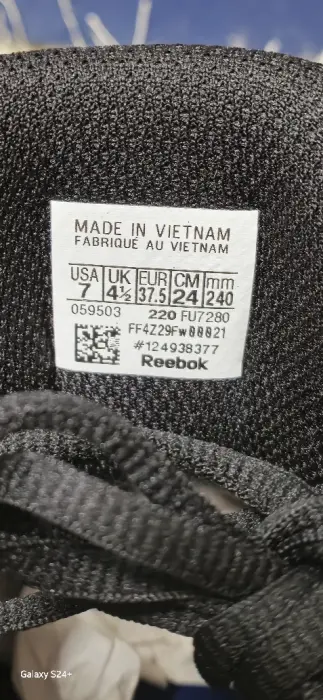 MADE IN VIETNAM
FABRIQUÉ AU VIETNAM
USA UK EUR CM mm
7 4½ 37.5 24 240
059503 220 FU7280
FF4Z29Fw00021
#124938377
Reebok
Galaxy S24+